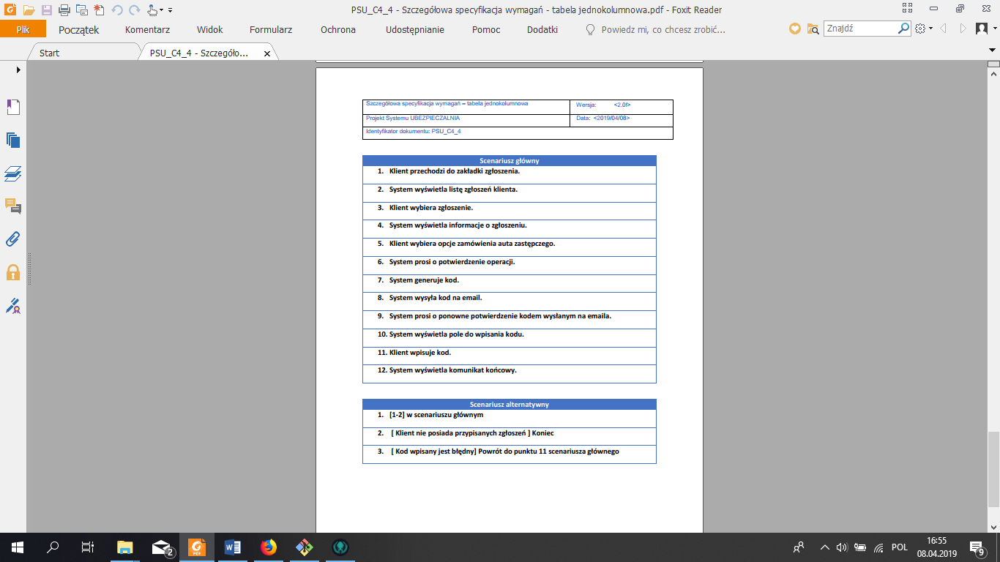 PSU_C4_4 - Szczegółowa specyfikacja wymagań - tabela jednokolumnowa.pdf - Foxit Reader
Plik Początek Komentarz Widok Formularz Ochrona Udostępnianie Pomoc Dodatki Powiedz mi, co chcesz zrobić... Znajdź
Start PSU_C4_4 - Szczegóło...
Szczegółowa specyfikacja wymagań – tabela jednokolumnowa Wersja: <2.0f>
Projekt Systemu UBEZPIECZALNIA Data: <2019/04/08>
Identyfikator dokumentu: PSU_C4_4
Scenariusz główny
1. Klient przechodzi do zakładki zgłoszenia.
2. System wyświetla listę zgłoszeń klienta.
3. Klient wybiera zgłoszenie.
4. System wyświetla informacje o zgłoszeniu.
5. Klient wybiera opcje zamówienia auta zastępczego.
6. System prosi o potwierdzenie operacji.
7. System generuje kod.
8. System wysyła kod na email.
9. System prosi o ponowne potwierdzenie kodem wysłanym na emaila.
10. System wyświetla pole do wpisania kodu.
11. Klient wpisuje kod.
12. System wyświetla komunikat końcowy.
Scenariusz alternatywny
1. [1-2] w scenariuszu głównym
2. [ Klient nie posiada przypisanych zgłoszeń ] Koniec
3. [ Kod wpisany jest błędny] Powrót do punktu 11 scenariusza głównego
2 PDF POL 16:55
08.04.2019 9